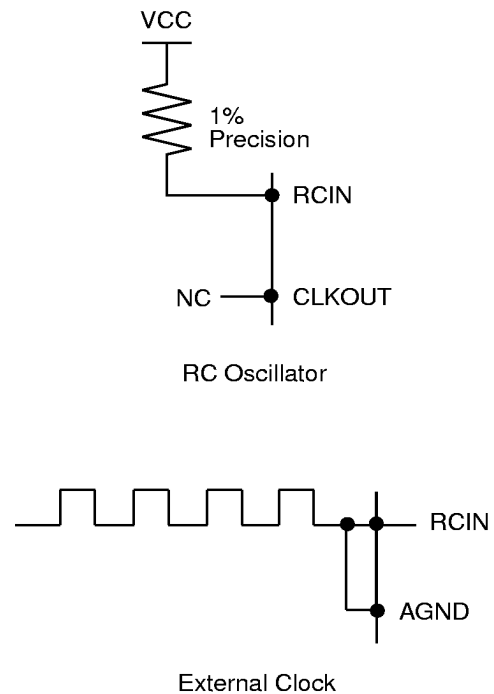 VCC
1%
Precision
RCIN
NC
CLKOUT
RC Oscillator
RCIN
AGND
External Clock